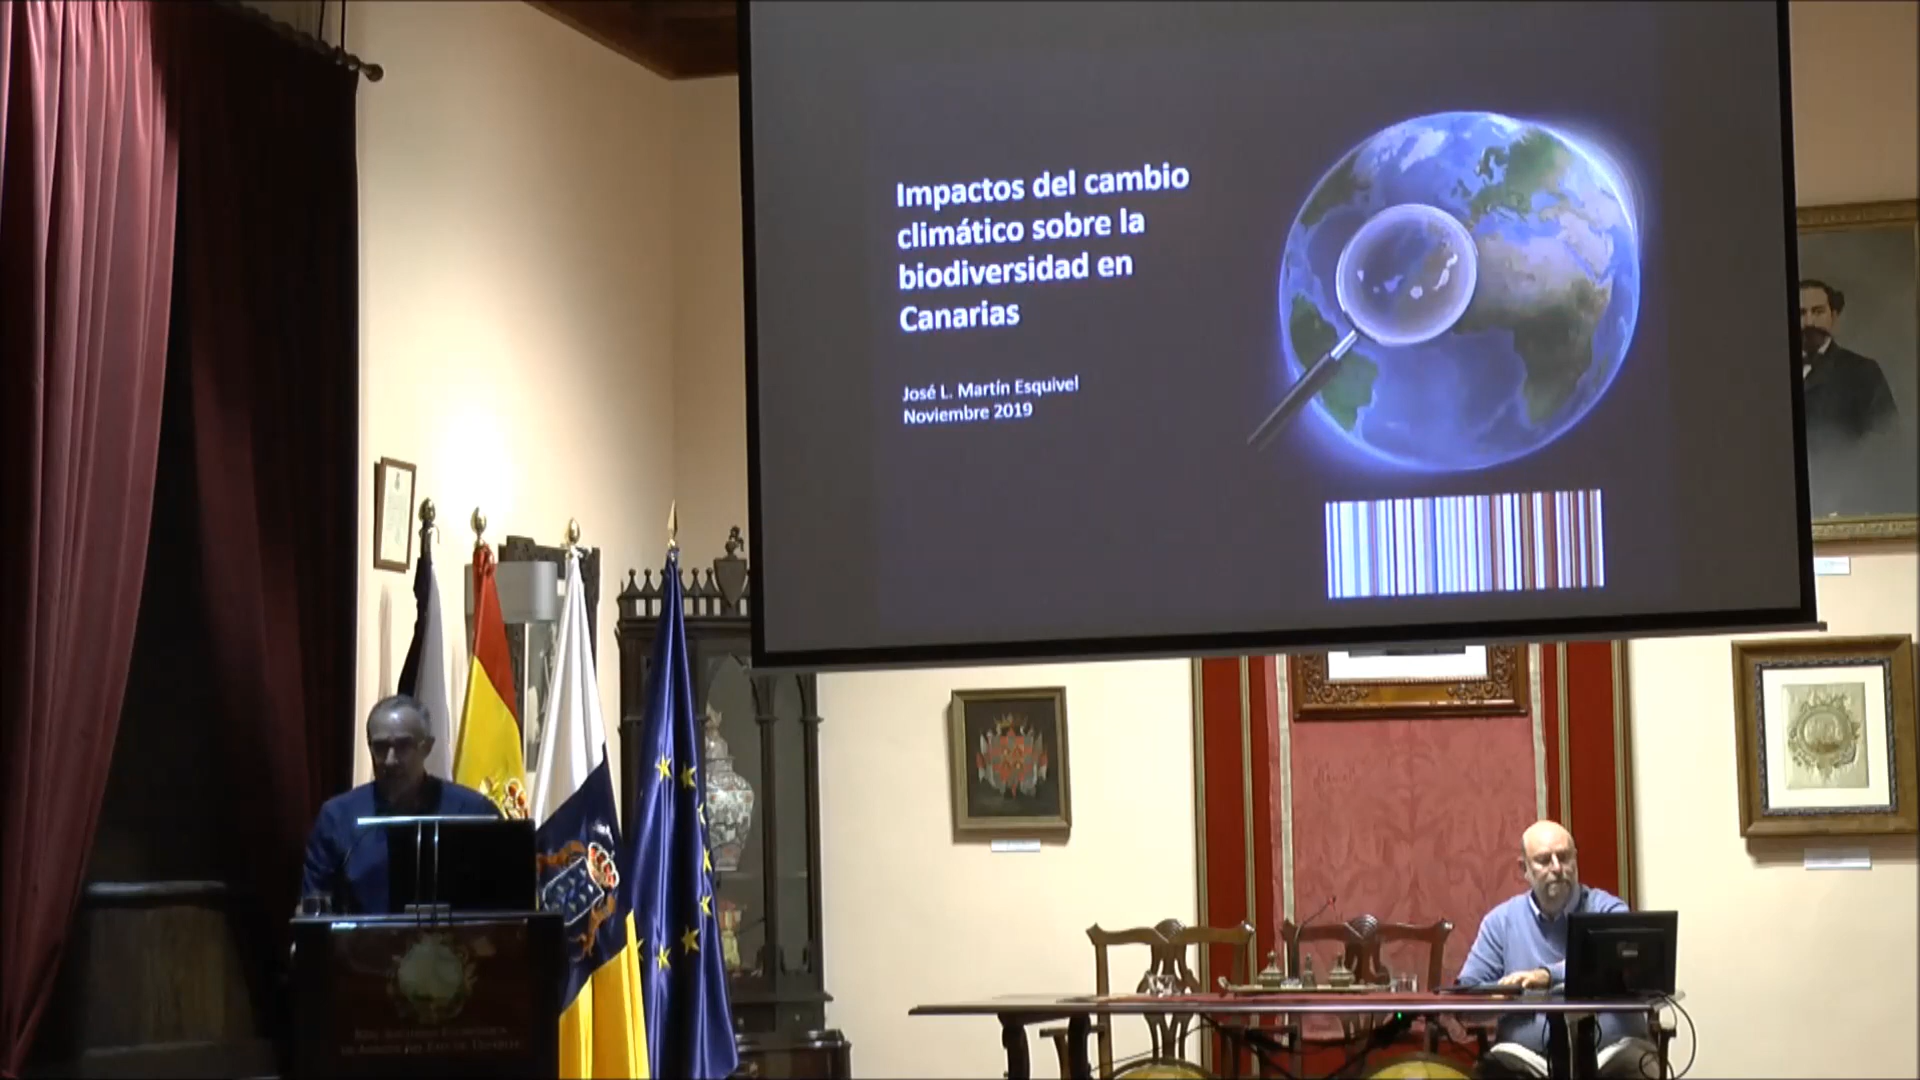 Impactos del cambio
climático sobre la
biodiversidad en
Canarias
José L. Martín Esquivel
Noviembre 2019